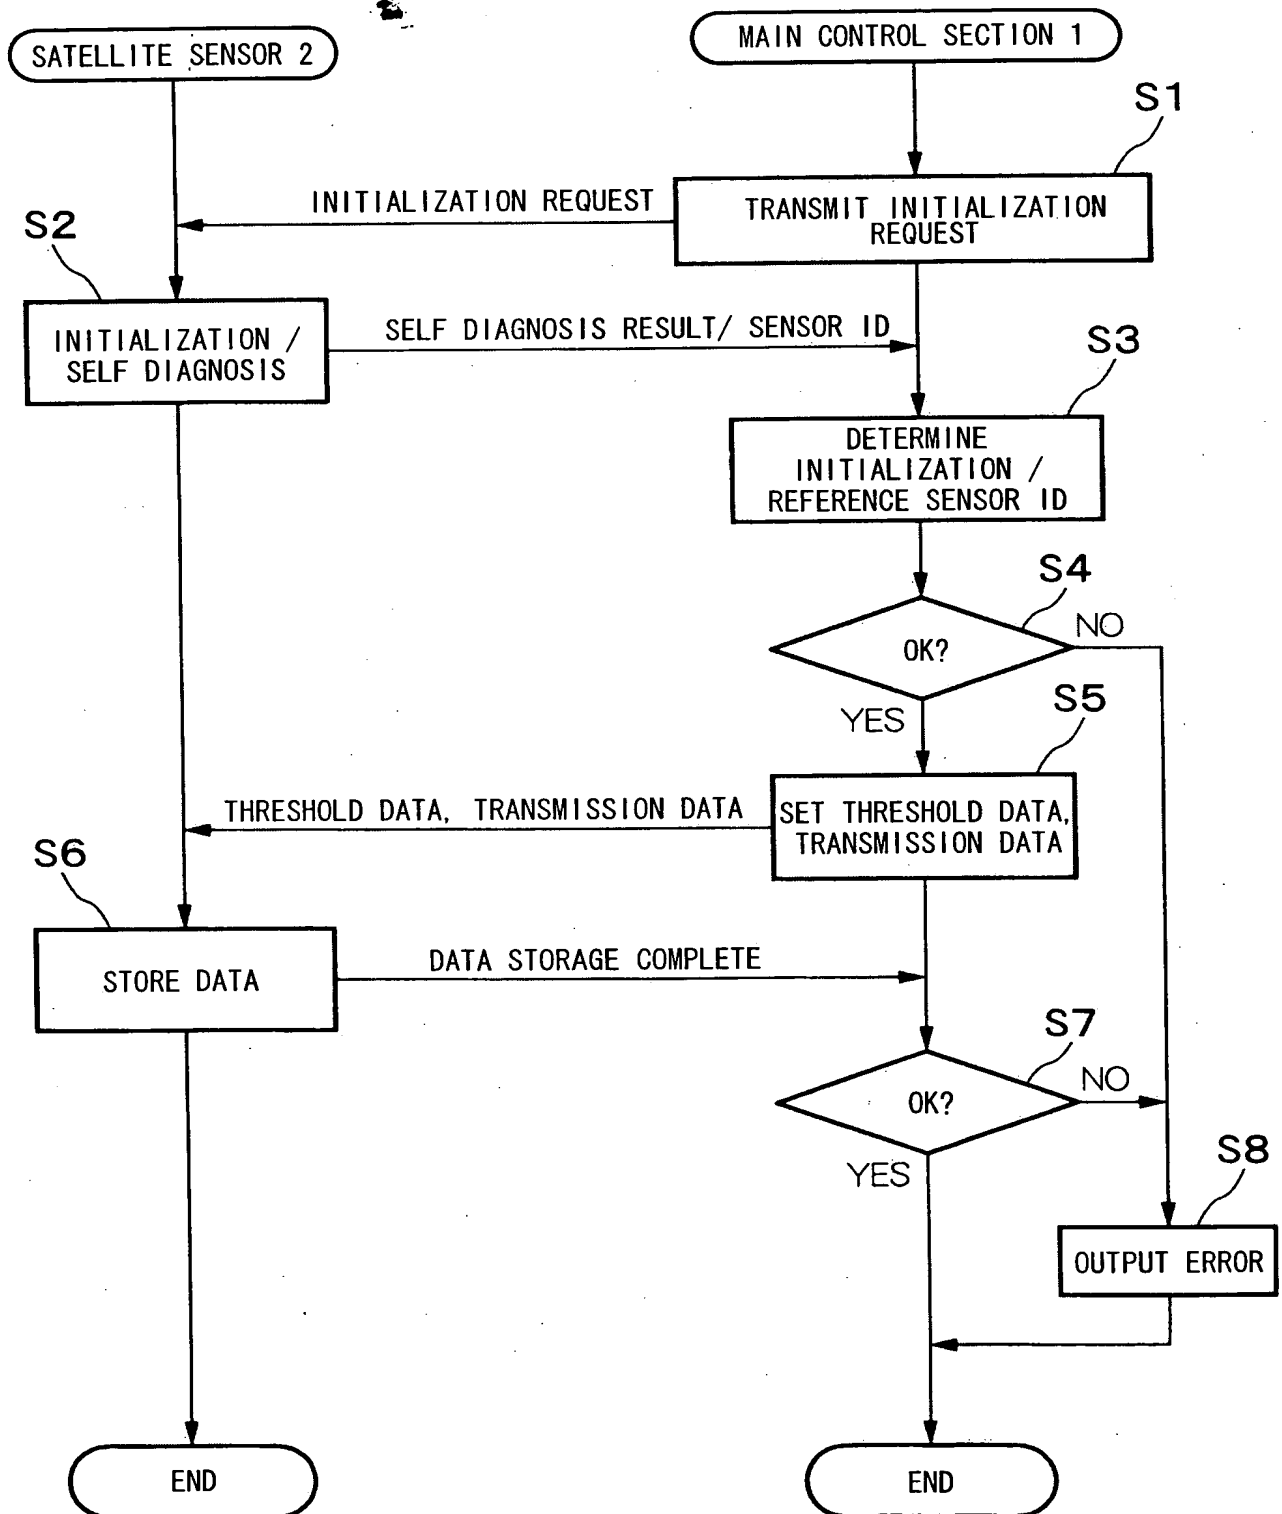 SATELLITE SENSOR 2
MAIN CONTROL SECTION 1
S1
INITIALIZATION REQUEST
TRANSMIT INITIALIZATION
REQUEST
S2
INITIALIZATION /
SELF DIAGNOSIS
SELF DIAGNOSIS RESULT/ SENSOR ID
S3
DETERMINE
INITIALIZATION /
REFERENCE SENSOR ID
S4
OK?
NO
YES
S5
THRESHOLD DATA, TRANSMISSION DATA
SET THRESHOLD DATA,
TRANSMISSION DATA
S6
STORE DATA
DATA STORAGE COMPLETE
S7
OK?
NO
YES
S8
OUTPUT ERROR
END
END